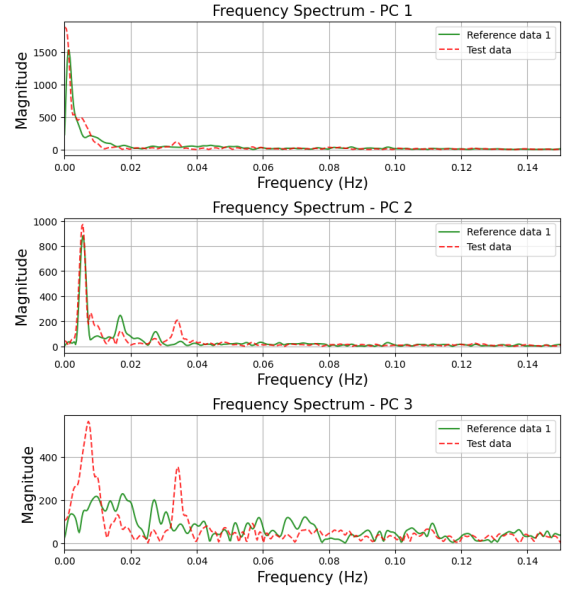 Frequency Spectrum - PC 1
Magnitude
1500
1000
500
0
Reference data 1
Test data
0.00 0.02 0.04 0.06 0.08 0.10 0.12 0.14
Frequency (Hz)
Frequency Spectrum - PC 2
Magnitude
1000
800
600
400
200
0
Reference data 1
Test data
0.00 0.02 0.04 0.06 0.08 0.10 0.12 0.14
Frequency (Hz)
Frequency Spectrum - PC 3
Magnitude
400
200
0
Reference data 1
Test data
0.00 0.02 0.04 0.06 0.08 0.10 0.12 0.14
Frequency (Hz)